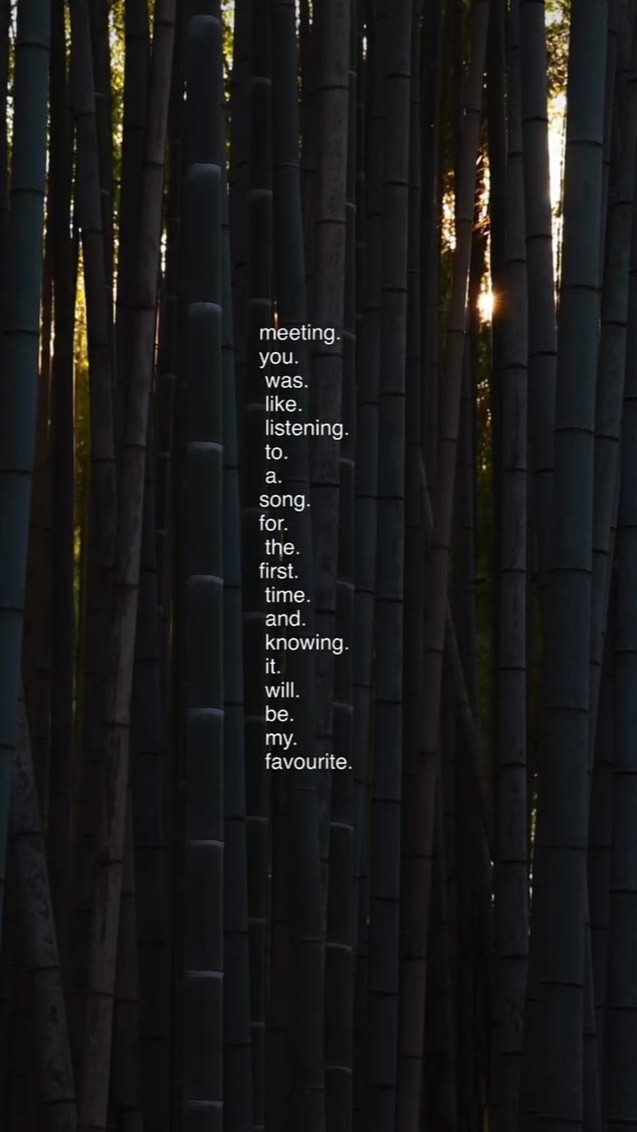 meeting.
you.
was.
like.
listening.
to.
a.
song.
for.
the.
first.
time.
and.
knowing.
it.
will.
be.
my.
favourite.